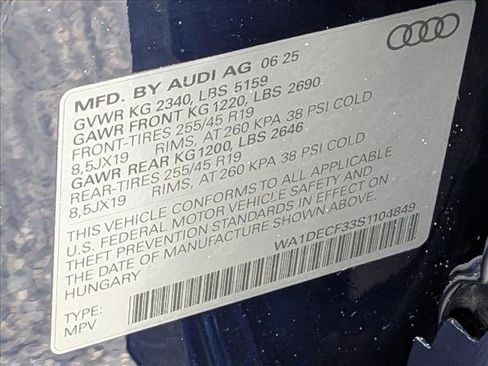 MFD. BY AUDI AG 06 25
GVWR KG 2340, LBS 5159
GAWR FRONT KG 1220, LBS 2690
FRONT-TIRES 255/45 R19
8,5JX19 RIMS, AT 260 KPA 38 PSI COLD
GAWR REAR KG1200, LBS 2646
REAR-TIRES 255/45 R19
8,5JX19 RIMS, AT 260 KPA 38 PSI COLD
THIS VEHICLE CONFORMS TO ALL APPLICABLE
U.S. FEDERAL MOTOR VEHICLE SAFETY AND
THEFT PREVENTION STANDARDS IN EFFECT ON
THE DATE OF MANUFACTURE SHOWN ABOVE.
HUNGARY
WA1DECF33S1104849
TYPE:
MPV